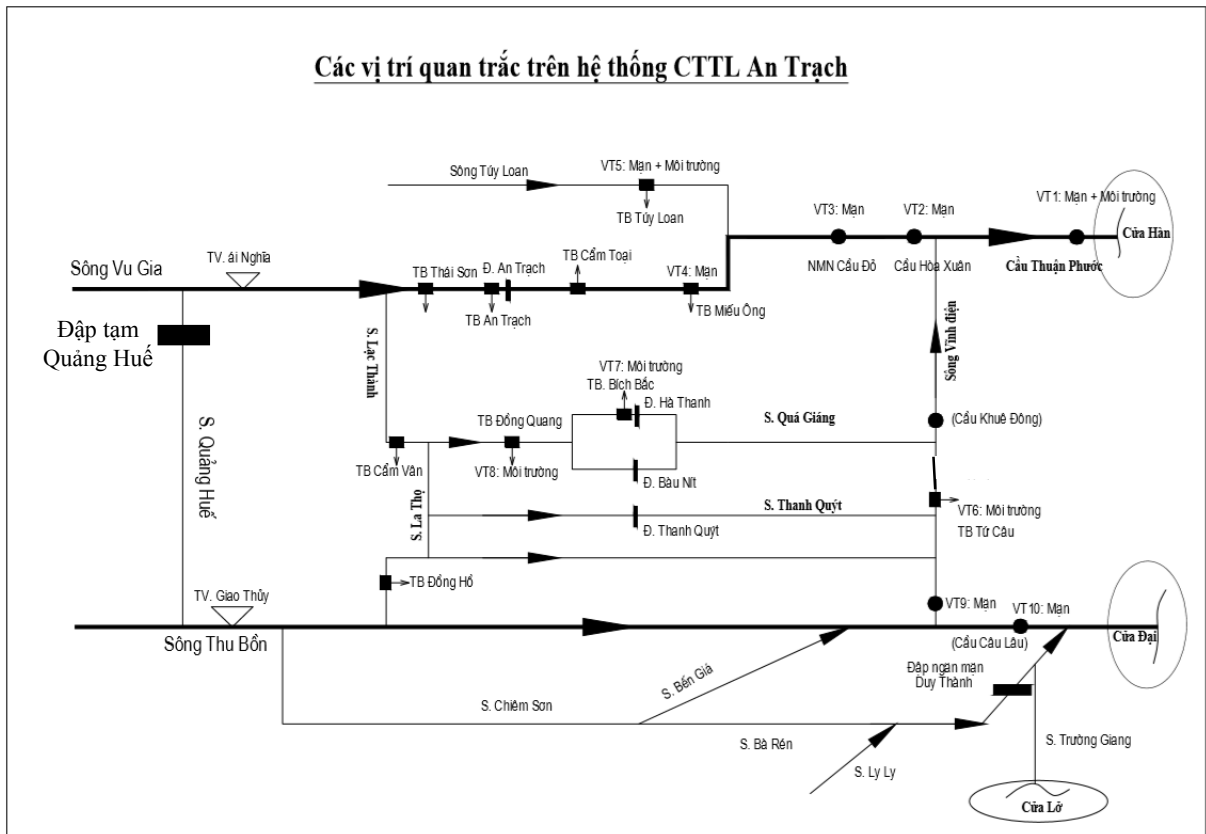 Các vị trí quan trắc trên hệ thống CTTL An Trạch
Sông Túy Loan
VT5: Mạn + Môi trường
TB Túy Loan
VT3: Mạn
VT2: Mạn
VT1: Mạn + Môi trường
Cửa Hàn
NMN Cầu Đỏ
Cầu Hòa Xuân
Cầu Thuận Phước
Sông Vu Gia
TV. ái Nghĩa
TB Thái Sơn
Đ. An Trạch
TB Cẩm Toại
VT4: Mạn
TB An Trạch
TB Miếu Ông
Đập tạm
Quảng Huế
S. Lạc Thành
Sông Vĩnh điện
S. Quảng Huế
VT7: Môi trường
TB. Bích Bắc
Đ. Hà Thanh
TB Đồng Quang
S. Quá Giáng
(Cầu Khuê Đông)
TB Cẩm Vân
VT8: Môi trường
Đ. Bàu Nít
S. La Thọ
S. Thanh Quýt
Đ. Thanh Quýt
VT6: Môi trường
TB Tứ Câu
TB Đồng Hồ
TV. Giao Thủy
VT9: Mạn
VT10: Mạn
Sông Thu Bồn
(Cầu Câu Lâu)
Cửa Đại
S. Bến Giá
Đập ngăn mặn
Duy Thành
S. Chiêm Sơn
S. Bà Rén
S. Trường Giang
S. Ly Ly
Cửa Lở